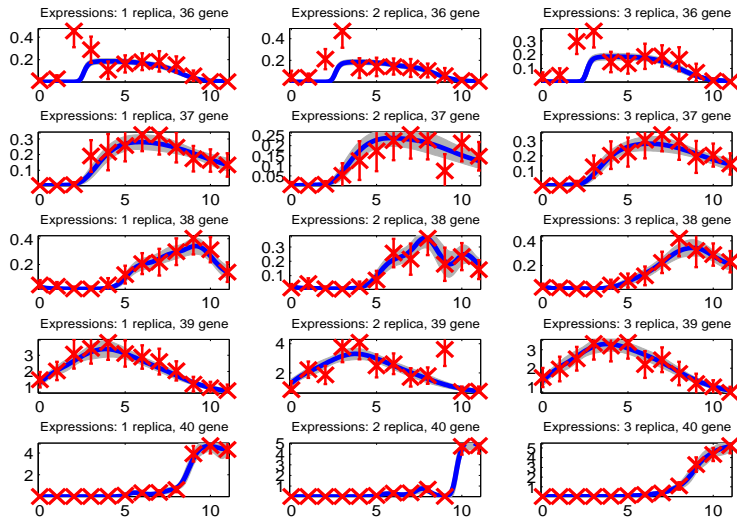 Expressions: 1 replica, 36 gene
Expressions: 2 replica, 36 gene
Expressions: 3 replica, 36 gene
0.4
0.2
0 5 10
0.4
0.2
0 5 10
0.5
0.4
0.3
0.2
0.1
0 5 10
Expressions: 1 replica, 37 gene
Expressions: 2 replica, 37 gene
Expressions: 3 replica, 37 gene
0.3
0.2
0.1
0 5 10
0.25
0.2
0.15
0.1
0.05
0 5 10
0.3
0.2
0.1
0 5 10
Expressions: 1 replica, 38 gene
Expressions: 2 replica, 38 gene
Expressions: 3 replica, 38 gene
0.4
0.2
0 5 10
0.4
0.3
0.2
0.1
0 5 10
0.4
0.2
0 5 10
Expressions: 1 replica, 39 gene
Expressions: 2 replica, 39 gene
Expressions: 3 replica, 39 gene
3
2
1
0 5 10
4
2
0 5 10
3
2
1
0 5 10
Expressions: 1 replica, 40 gene
Expressions: 2 replica, 40 gene
Expressions: 3 replica, 40 gene
4
2
0 5 10
5
4
3
2
1
0 5 10
5
4
3
2
1
0 5 10